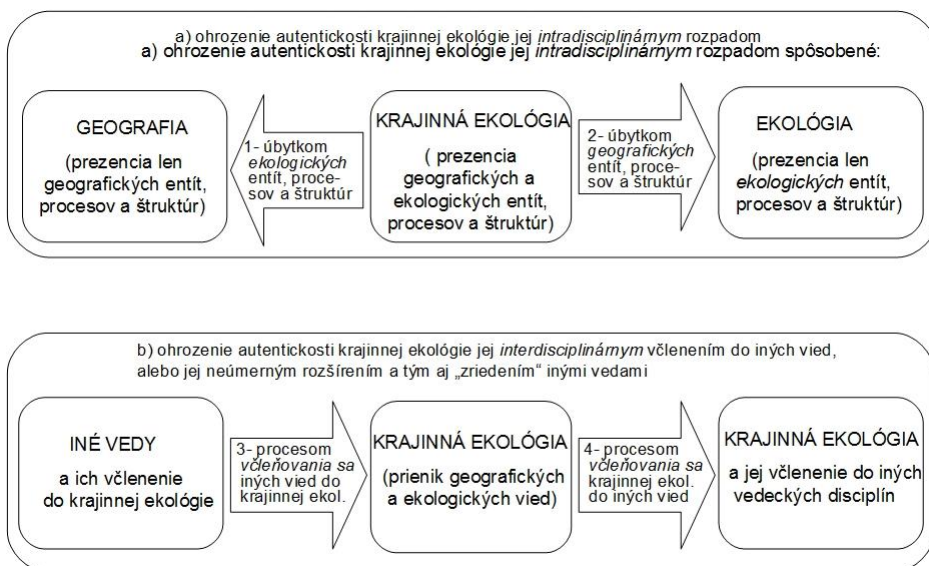 a) ohrozenie autentickosti krajinnej ekológie jej intradisciplinárnym rozpadom
a) ohrozenie autentickosti krajinnej ekológie jej intradisciplinárnym rozpadom spôsobené:
GEOGRAFIA
(prezencia len
geografických entít,
procesov a štruktúr)
1- úbytkom
ekologických
entít, proce-
sov a štruktúr
KRAJINNÁ EKOLÓGIA
( prezencia
geografických a
ekologických entít,
procesov a štruktúr)
2- úbytkom
geografických
entít, proce-
sov a štruktúr
EKOLÓGIA
(prezencia len
ekologických entít,
procesov a štruktúr)
b) ohrozenie autentickosti krajinnej ekológie jej interdisciplinárnym včlenením do iných vied,
alebo jej neúmerným rozšírením a tým aj „zriedením“ inými vedami
INÉ VEDY
a ich včlenenie
do krajinnej ekológie
3- procesom
včleňovania sa
iných vied do
krajinnej ekol.
KRAJINNÁ EKOLÓGIA
(prienik geografických
a ekologických vied)
4- procesom
včleňovania sa
krajinnej ekol.
do iných vied
KRAJINNÁ EKOLÓGIA
a jej včlenenie do iných
vedeckých disciplín